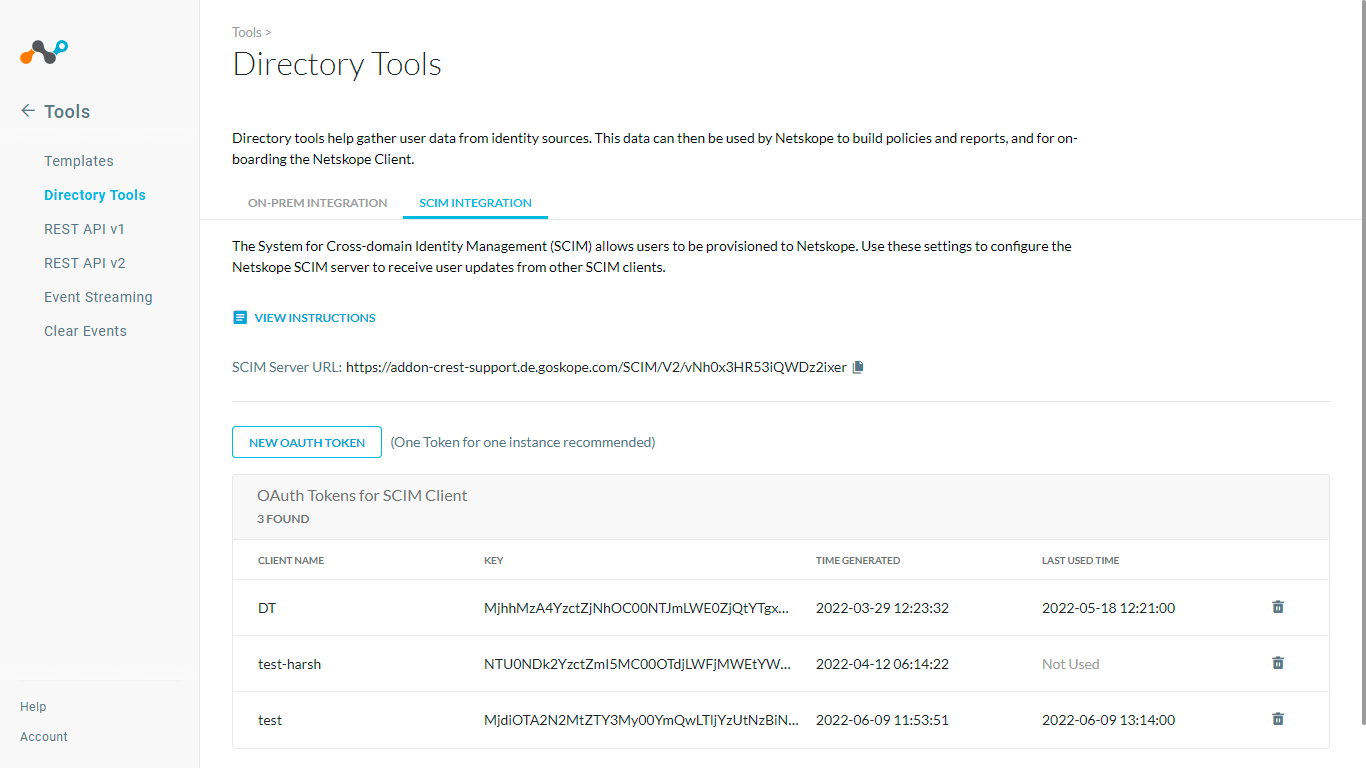 Tools >
Directory Tools
Tools
Templates
Directory Tools
REST API v1
REST API v2
Event Streaming
Clear Events
Help
Account
Directory tools help gather user data from identity sources. This data can then be used by Netskope to build policies and reports, and for on-
boarding the Netskope Client.
ON-PREM INTEGRATION SCIM INTEGRATION
The System for Cross-domain Identity Management (SCIM) allows users to be provisioned to Netskope. Use these settings to configure the
Netskope SCIM server to receive user updates from other SCIM clients.
VIEW INSTRUCTIONS
SCIM Server URL: https://addon-crest-support.de.goskope.com/SCIM/V2/vNh0x3HR53iQWDz2ixer
NEW OAUTH TOKEN (One Token for one instance recommended)
OAuth Tokens for SCIM Client
3 FOUND
CLIENT NAME KEY TIME GENERATED LAST USED TIME
DT MjhhMzA4YzctZjNhOC00NTJmLWE0ZjQtYTgx... 2022-03-29 12:23:32 2022-05-18 12:21:00
test-harsh NTU0NDk2YzctZmI5MC00OTdjLWFjMWEtYW... 2022-04-12 06:14:22 Not Used
test MjdiOTA2N2MtZTY3My00YmQwLTljYzUtNzBiN... 2022-06-09 11:53:51 2022-06-09 13:14:00